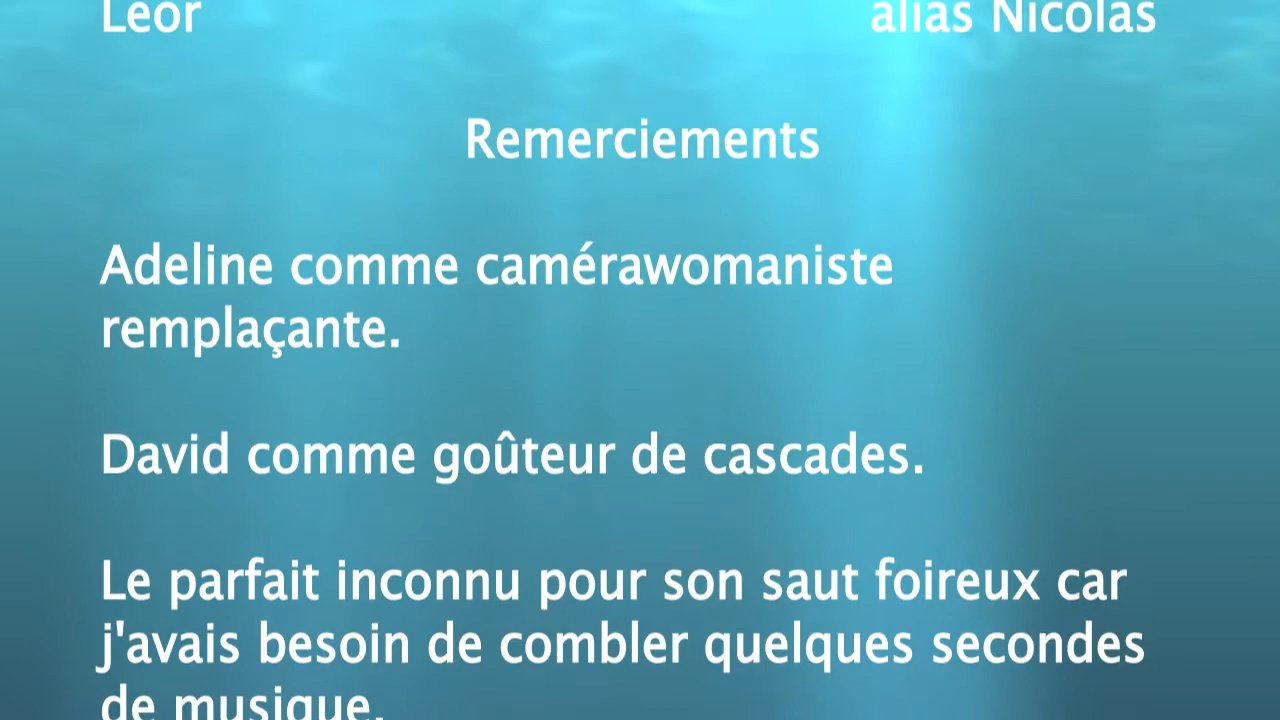 Leor alias Nicolas
Remerciements
Adeline comme camérawomaniste
remplaçante.
David comme goûteur de cascades.
Le parfait inconnu pour son saut foireux car
j'avais besoin de combler quelques secondes
de musique.